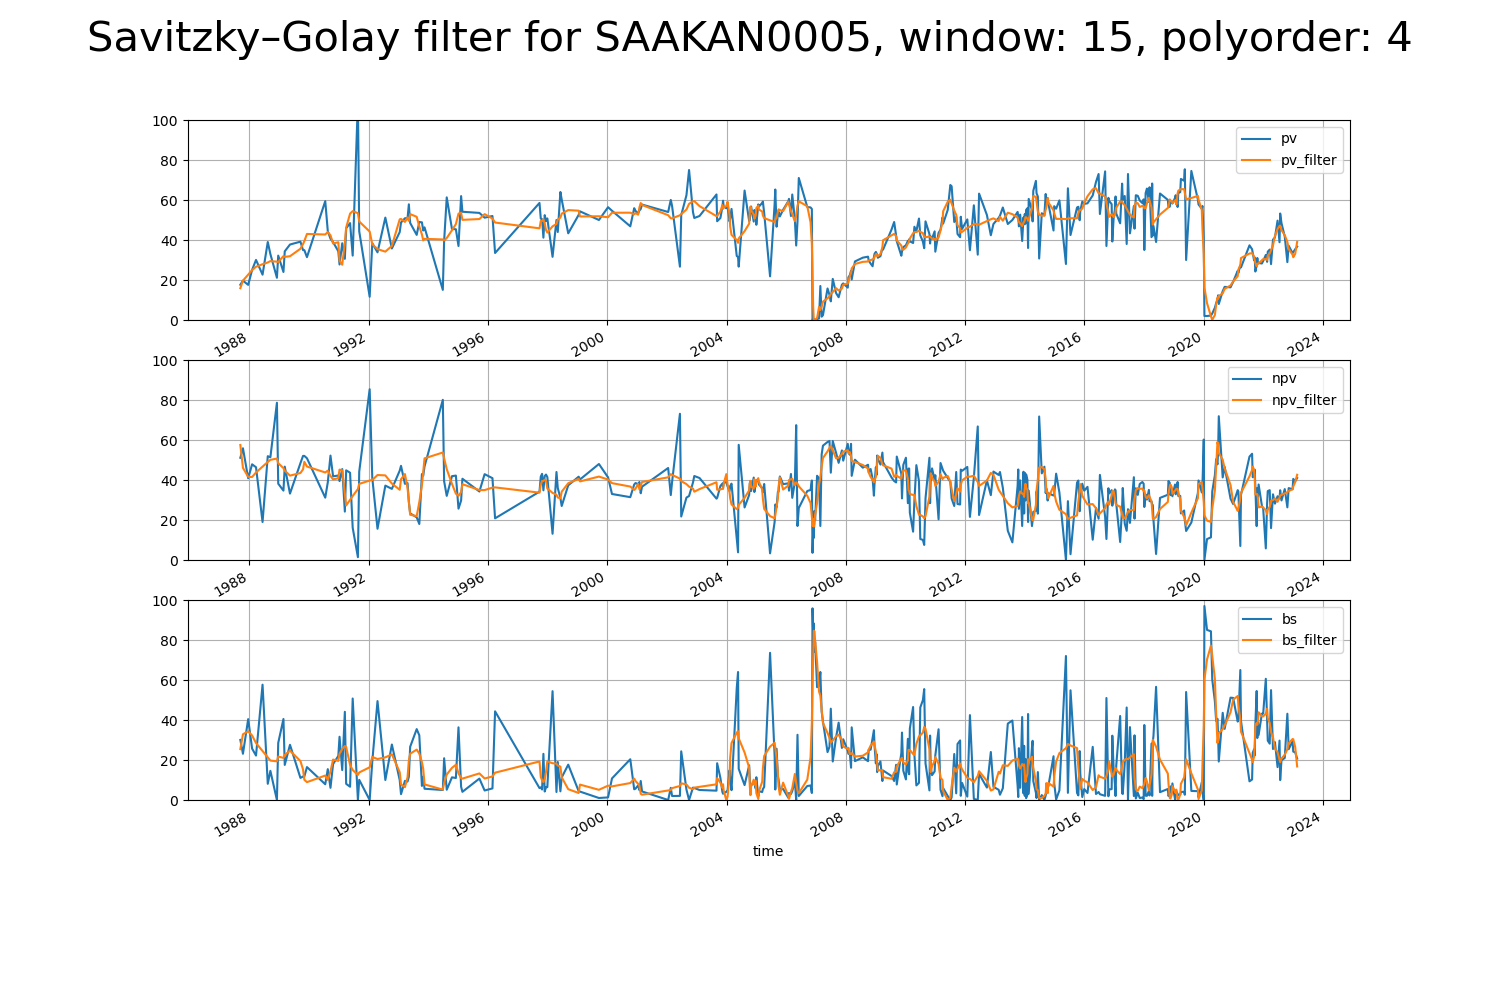 Savitzky–Golay filter for SAAKAN0005, window: 15, polyorder: 4
100
80
60
40
20
0
pv
pv_filter
1988 1992 1996 2000 2004 2008 2012 2016 2020 2024
100
80
60
40
20
0
npv
npv_filter
1988 1992 1996 2000 2004 2008 2012 2016 2020 2024
100
80
60
40
20
0
bs
bs_filter
1988 1992 1996 2000 2004 2008 2012 2016 2020 2024
time